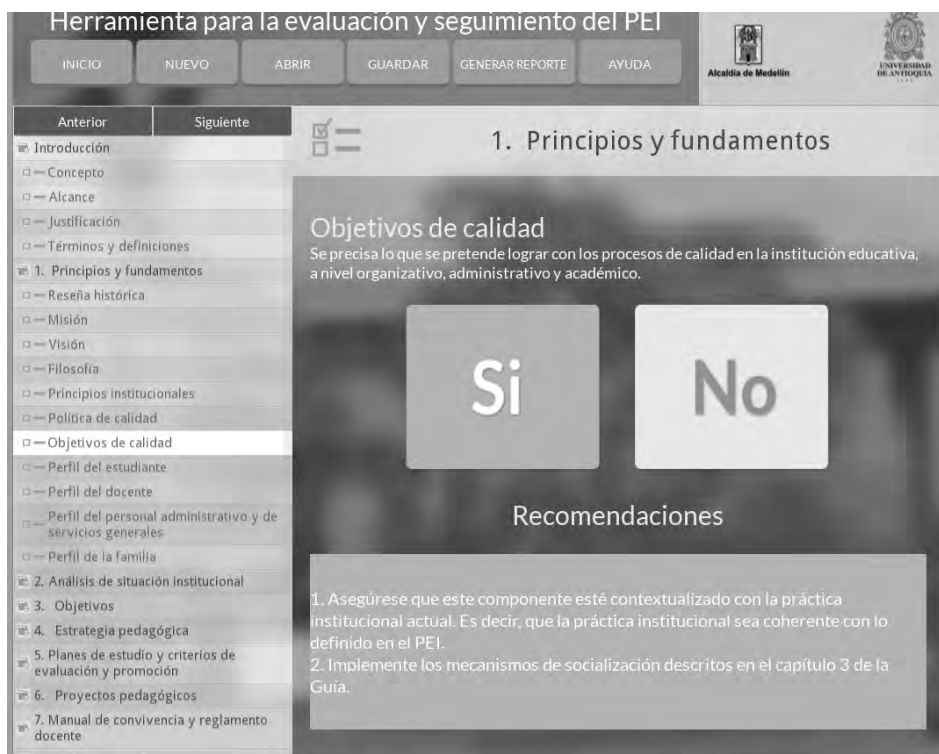 Herramienta para la evaluación y seguimiento del PEI
INICIO
NUEVO
ABRIR
GUARDAR
GENERAR REPORTE
AYUDA
Alcaldía de Medellín
UNIVERSIDAD
DE ANTIOQUIA
Anterior
Siguiente
Introducción
Concepto
Alcance
Justificación
Términos y definiciones
1. Principios y fundamentos
Reseña histórica
Misión
Visión
Filosofía
Principios institucionales
Política de calidad
Objetivos de calidad
Perfil del estudiante
Perfil del docente
Perfil del personal administrativo y de
servicios generales
Perfil de la familia
2. Análisis de situación institucional
3. Objetivos
4. Estrategia pedagógica
5. Planes de estudio y criterios de
evaluación y promoción
6. Proyectos pedagógicos
7. Manual de convivencia y reglamento
docente
1. Principios y fundamentos
Objetivos de calidad
Se precisa lo que se pretende lograr con los procesos de calidad en la institución educativa,
a nivel organizativo, administrativo y académico.
Si
No
Recomendaciones
1. Asegúrese que este componente esté contextualizado con la práctica
institucional actual. Es decir, que la práctica institucional sea coherente con lo
definido en el PEI.
2. Implemente los mecanismos de socialización descritos en el capítulo 3 de la
Guía.